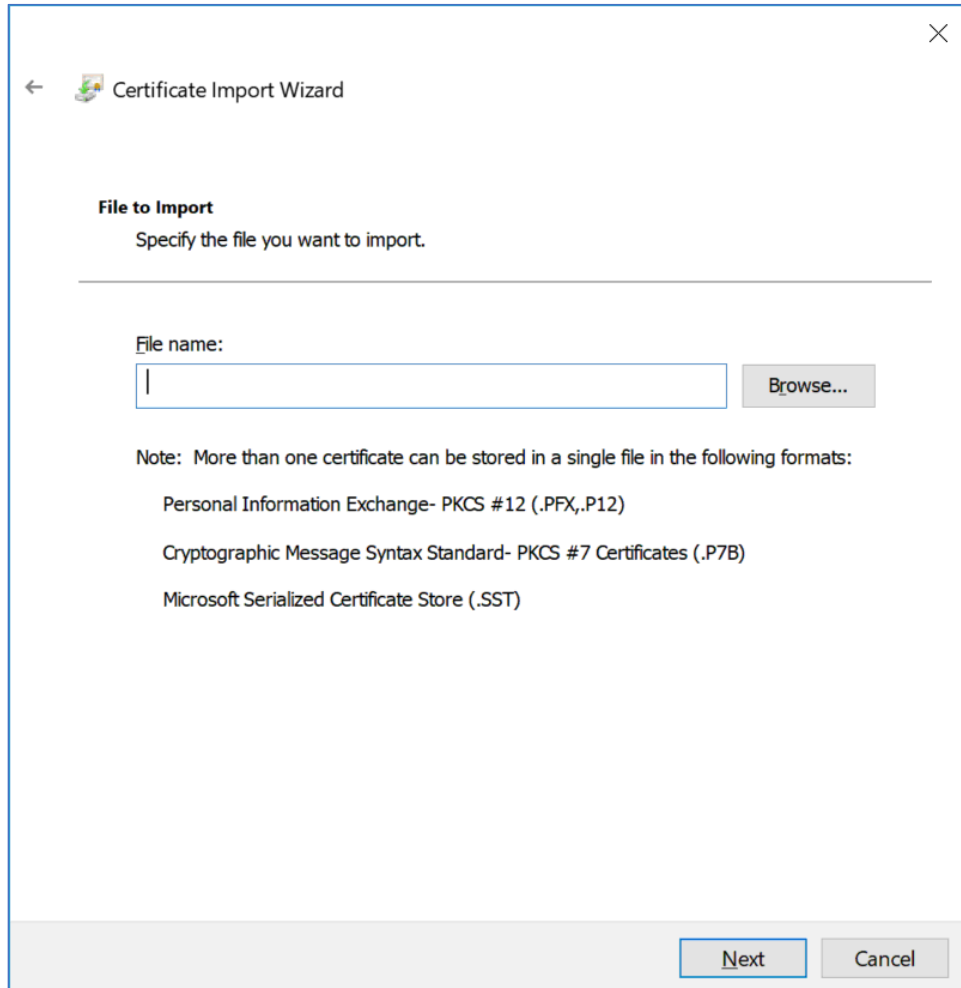 Certificate Import Wizard
File to Import
Specify the file you want to import.
File name:
Browse...
Note: More than one certificate can be stored in a single file in the following formats:
Personal Information Exchange- PKCS #12 (.PFX,.P12)
Cryptographic Message Syntax Standard- PKCS #7 Certificates (.P7B)
Microsoft Serialized Certificate Store (.SST)
Next Cancel